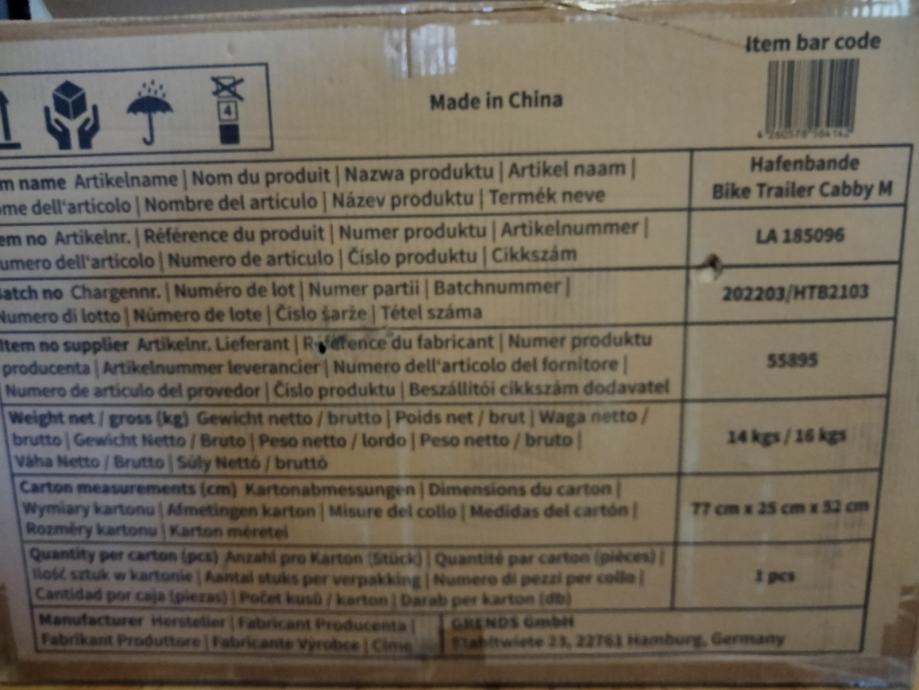 Item bar code
Made in China
4
m name Artikelname | Nom du produit | Nazwa produktu | Artikel naam |
me dell'articolo | Nombre del artículo | Název produktu | Termék neve
Hafenbande
Bike Trailer Cabby M
em no Artikelnr. | Référence du produit | Numer produktu | Artikelnummer |
umero dell'articolo | Numero de artículo | Číslo produktu | Cikkszám
LA 185096
atch no Chargennr. | Numéro de lot | Numer partii | Batchnummer |
Numero di lotto | Número de lote | Číslo šarže | Tétel száma
202203/HTB2103
Item no supplier Artikelnr. Lieferant | Référence du fabricant | Numer produktu
producenta | Artikelnummer leverancier | Numero dell'articolo del fornitore |
Numero de artículo del provedor | Číslo produktu | Beszállítói cikkszám dodavatel
55895
Weight net / gross (kg) Gewicht netto / brutto | Poids net / brut | Waga netto /
brutto | Gewicht Netto / Bruto | Peso netto / lordo | Peso netto / bruto |
Váha Netto / Brutto | Súly Nettó / bruttó
14 kgs / 16 kgs
Carton measurements (cm) Kartonabmessungen | Dimensions du carton |
Wymiary kartonu | Afmetingen karton | Misure del collo | Medidas del cartón |
Rozměry kartonu | Karton méretei
77 cm x 25 cm x 52 cm
Quantity per carton (pcs) Anzahl pro Karton (Stück) | Quantité par carton (pièces) |
Ilość sztuk w kartonie | Aantal stuks per verpakking | Numero di pezzi per collo |
Cantidad por caja (piezas) | Počet kusů / karton | Darab per karton (db)
1 pcs
Manufacturer Hersteller | Fabricant Producenta |
Fabrikant Produttore | Fabricante Výrobce | Címe
GRENDS GmbH
Stahltwiete 23, 22761 Hamburg, Germany